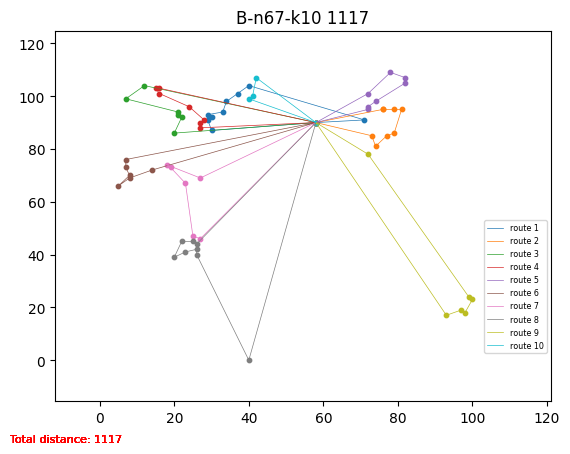 B-n67-k10 1117
120
100
80
60
40
20
0
route 1
route 2
route 3
route 4
route 5
route 6
route 7
route 8
route 9
route 10
0 20 40 60 80 100 120
Total distance: 1117